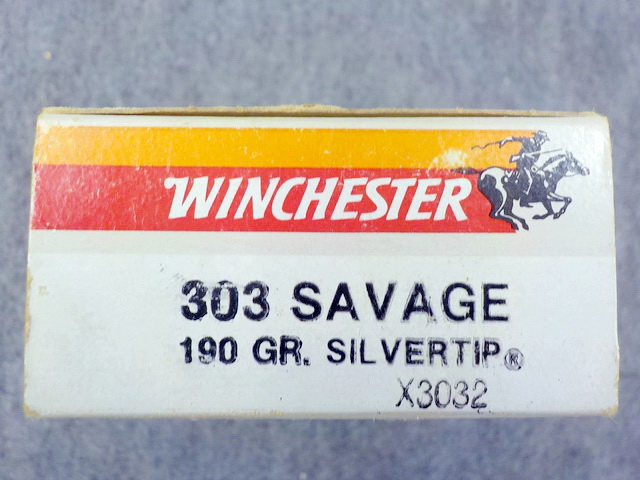 WINCHESTER
303 SAVAGE
190 GR. SILVERTIP®
X3032